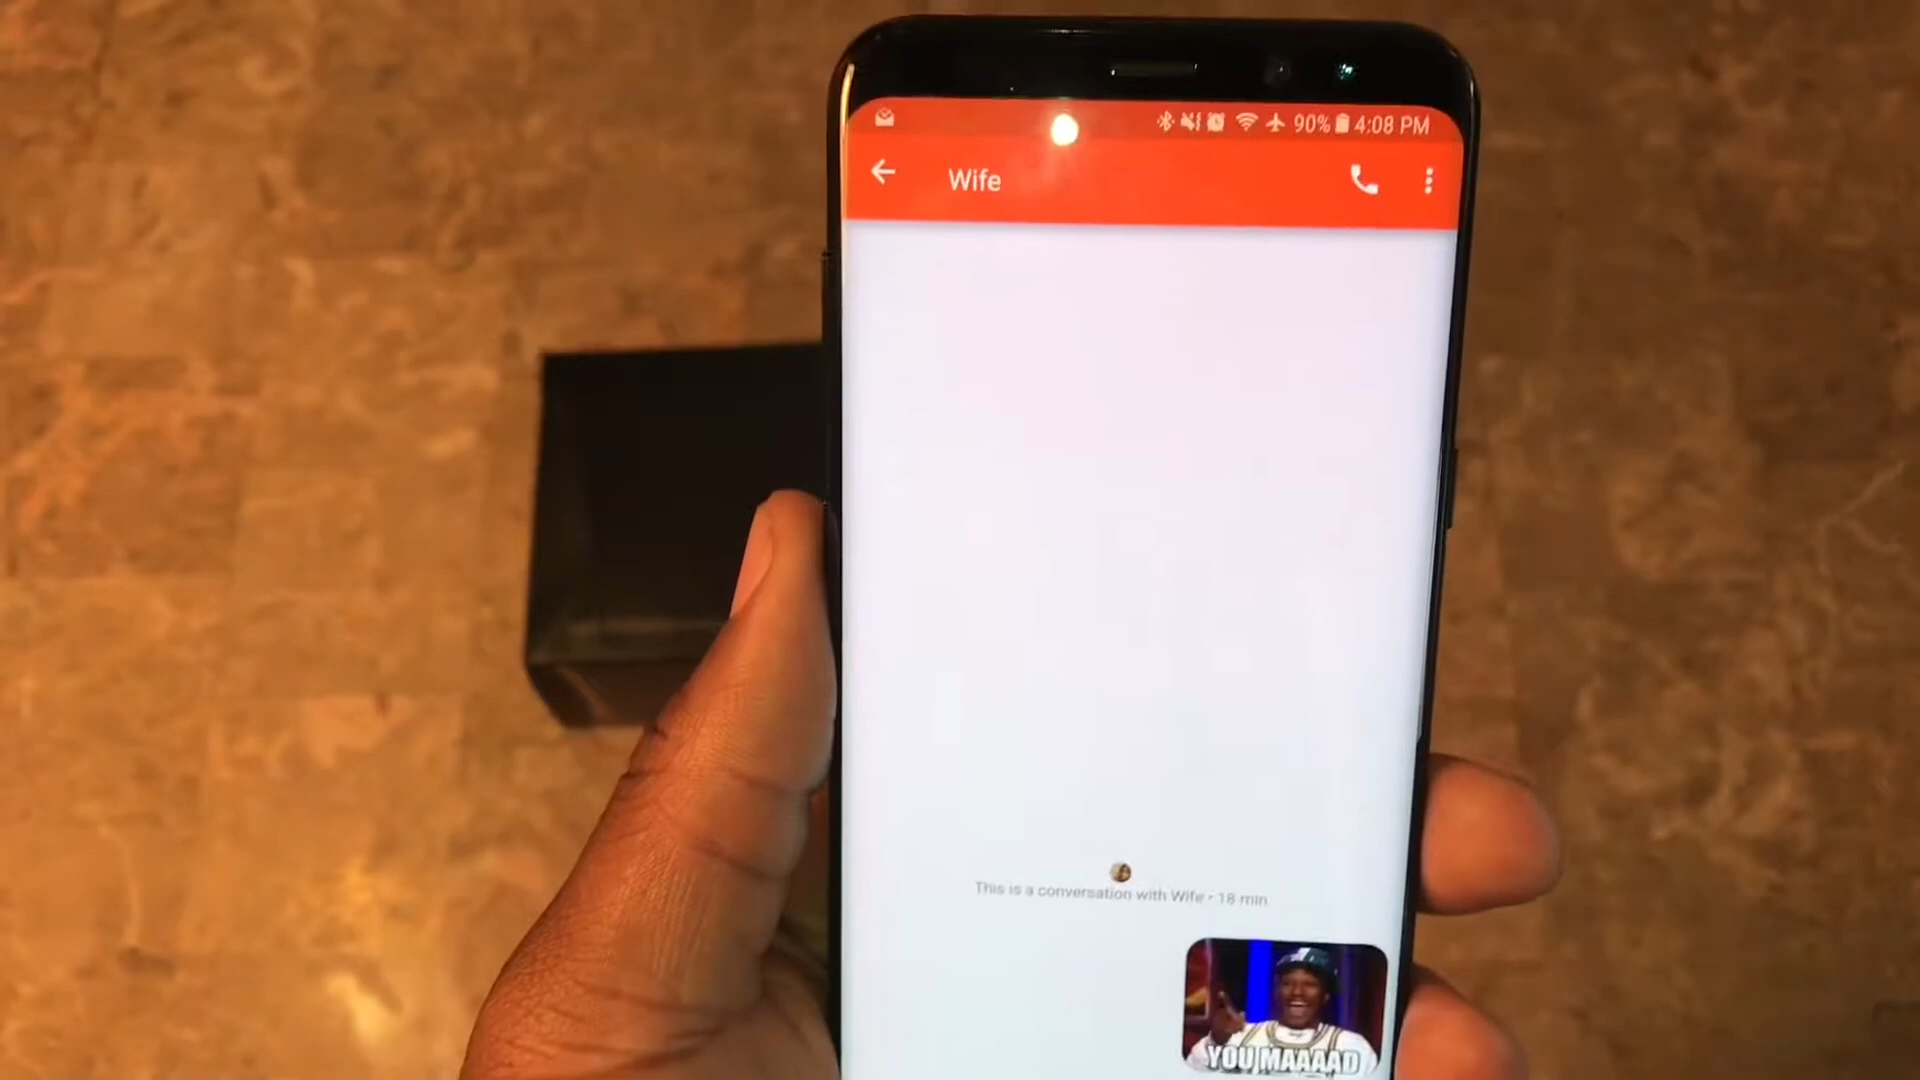 90% 4:08 PM
Wife
This is a conversation with Wife • 18 min
YOU MAAAAD